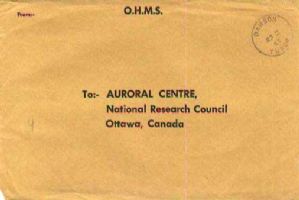 O.H.M.S.
From:-
To:- AURORAL CENTRE,
National Research Council
Ottawa, Canada